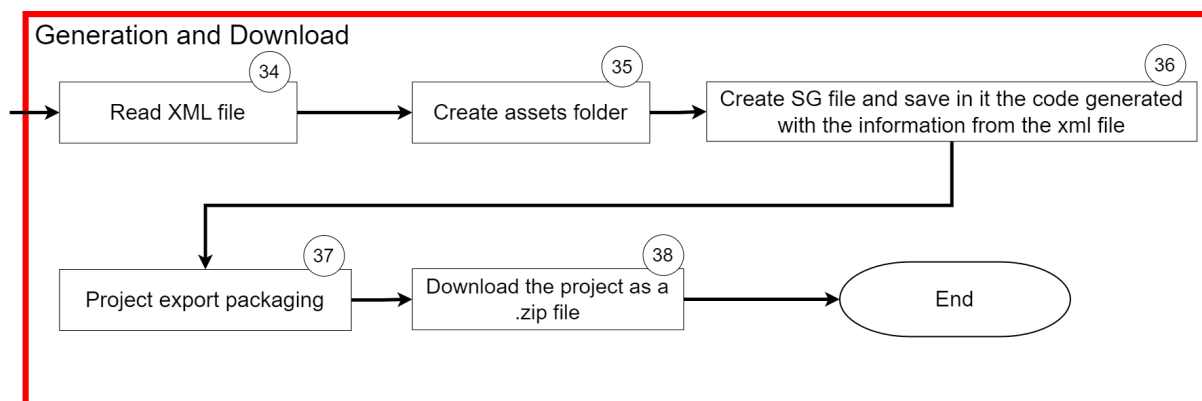 Generation and Download
34
Read XML file
35
Create assets folder
36
Create SG file and save in it the code generated
with the information from the xml file
37
Project export packaging
38
Download the project as a
.zip file
End